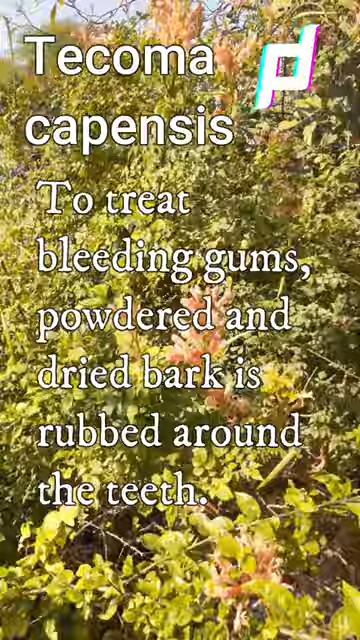 Tecoma
capensis
To treat
bleeding gums,
powdered and
dried bark is
rubbed around
the teeth.